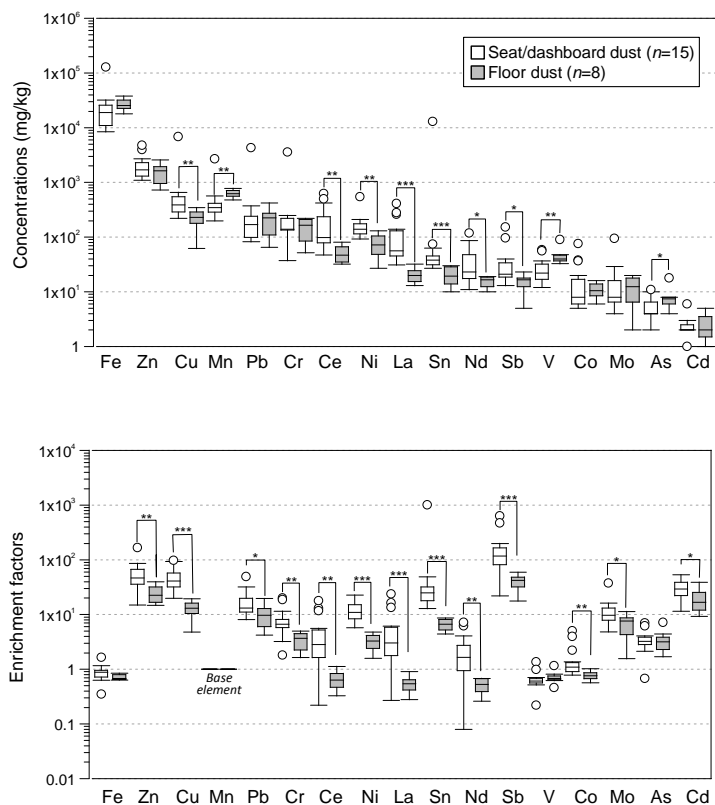 1x10⁶
1x10⁵
1x10⁴
1x10³
1x10²
1x10¹
1
Concentrations (mg/kg)
Seat/dashboard dust (n=15)
Floor dust (n=8)
** ** ** ** *** *** * * ** *
Fe Zn Cu Mn Pb Cr Ce Ni La Sn Nd Sb V Co Mo As Cd
1x10⁴
1x10³
1x10²
1x10¹
1
0.1
0.01
Enrichment factors
** *** * ** ** *** *** *** ** *** ** * *
Base
element
Fe Zn Cu Mn Pb Cr Ce Ni La Sn Nd Sb V Co Mo As Cd